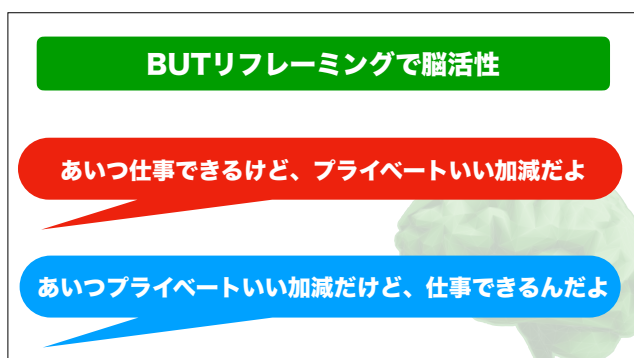 BUTリフレーミングで脳活性
あいつ仕事できるけど、プライベートいい加減だよ
あいつプライベートいい加減だけど、仕事できるんだよ